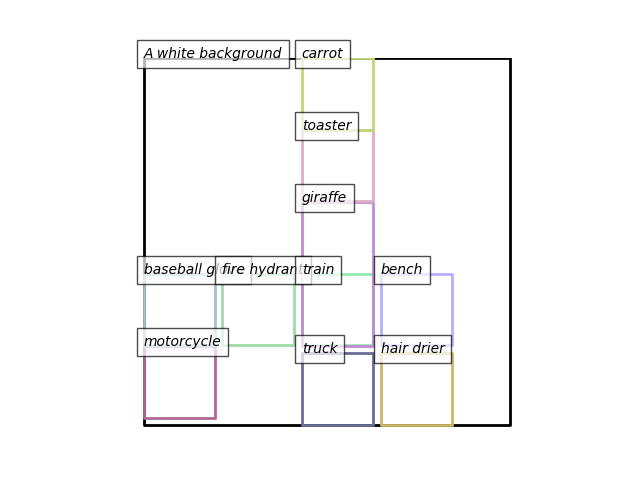 A white background
carrot
toaster
giraffe
baseball glove
fire hydrant
train
bench
motorcycle
truck
hair drier